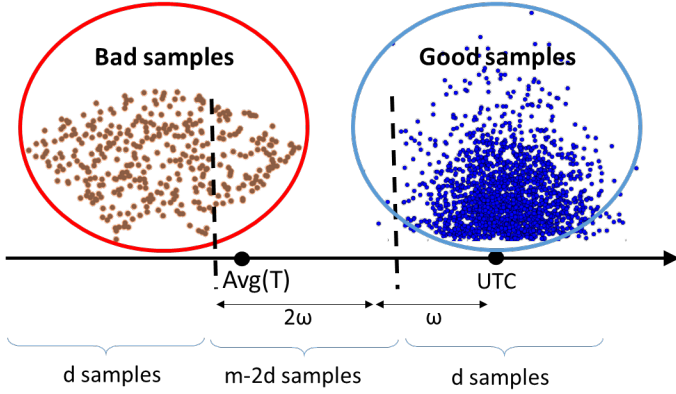 Bad samples
Good samples
Avg(T)
UTC
2ω
ω
d samples
m-2d samples
d samples